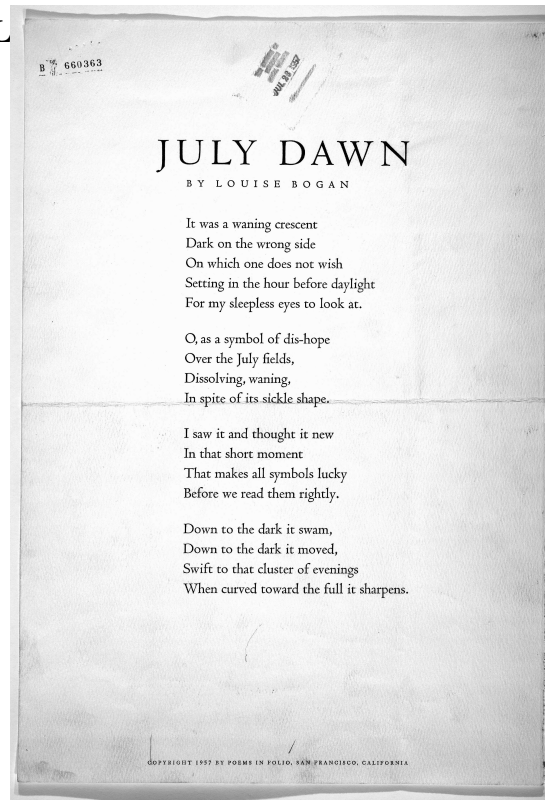 L
B 660363
JUL 23 1957
JULY DAWN
BY LOUISE BOGAN
It was a waning crescent
Dark on the wrong side
On which one does not wish
Setting in the hour before daylight
For my sleepless eyes to look at.
O, as a symbol of dis-hope
Over the July fields,
Dissolving, waning,
In spite of its sickle shape.
I saw it and thought it new
In that short moment
That makes all symbols lucky
Before we read them rightly.
Down to the dark it swam,
Down to the dark it moved,
Swift to that cluster of evenings
When curved toward the full it sharpens.
COPYRIGHT 1957 BY POEMS IN FOLIO, SAN FRANCISCO, CALIFORNIA